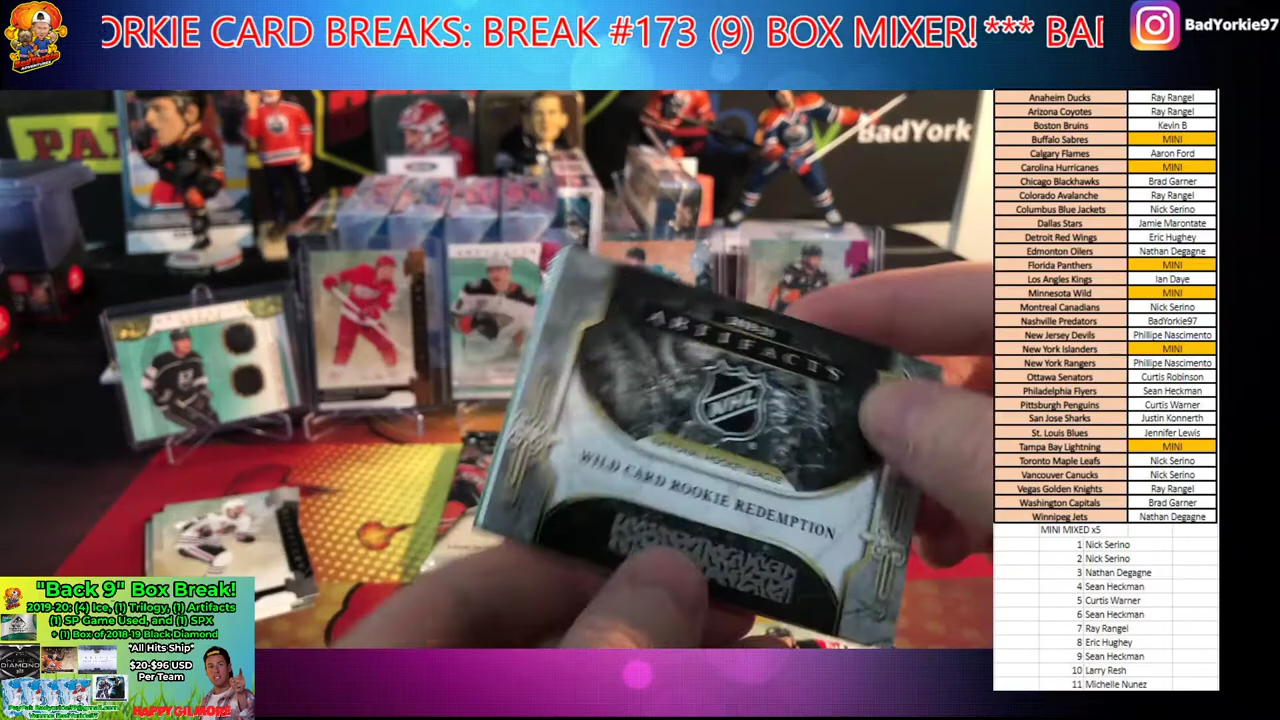 ORKIE CARD BREAKS: BREAK #173 (9) BOX MIXER! *** BAD
BadYorkie97
BadYork
ARTIFACTS
NHL
WILD CARD ROOKIE REDEMPTION
Anaheim Ducks Ray Rangel
Arizona Coyotes Ray Rangel
Boston Bruins Kevin B
Buffalo Sabres MINI
Calgary Flames Aaron Ford
Carolina Hurricanes MINI
Chicago Blackhawks Brad Garner
Colorado Avalanche Ray Rangel
Columbus Blue Jackets Nick Serino
Dallas Stars Jamie Marontate
Detroit Red Wings Eric Hughey
Edmonton Oilers Nathan Degagne
Florida Panthers MINI
Los Angeles Kings Ian Daye
Minnesota Wild MINI
Montreal Canadians Nick Serino
Nashville Predators BadYorkie97
New Jersey Devils Phillipe Nascimento
New York Islanders MINI
New York Rangers Phillipe Nascimento
Ottawa Senators Curtis Robinson
Philadelphia Flyers Sean Heckman
Pittsburgh Penguins Curtis Warner
San Jose Sharks Justin Konnerth
St. Louis Blues Jennifer Lewis
Tampa Bay Lightning MINI
Toronto Maple Leafs Nick Serino
Vancouver Canucks Nick Serino
Vegas Golden Knights Ray Rangel
Washington Capitals Brad Garner
Winnipeg Jets Nathan Degagne
MINI MIXED x5
1 Nick Serino
2 Nick Serino
3 Nathan Degagne
4 Sean Heckman
5 Curtis Warner
6 Sean Heckman
7 Ray Rangel
8 Eric Hughey
9 Sean Heckman
10 Larry Resh
11 Michelle Nunez
"Back 9" Box Break!
2019-20: (4) Ice, (1) Trilogy, (1) Artifacts
(1) SP Game Used, and (1) SPX
+ (1) Box of 2018-19 Black Diamond
*All Hits Ship*
$20-$96 USD
Per Team
HAPPY GILMORE